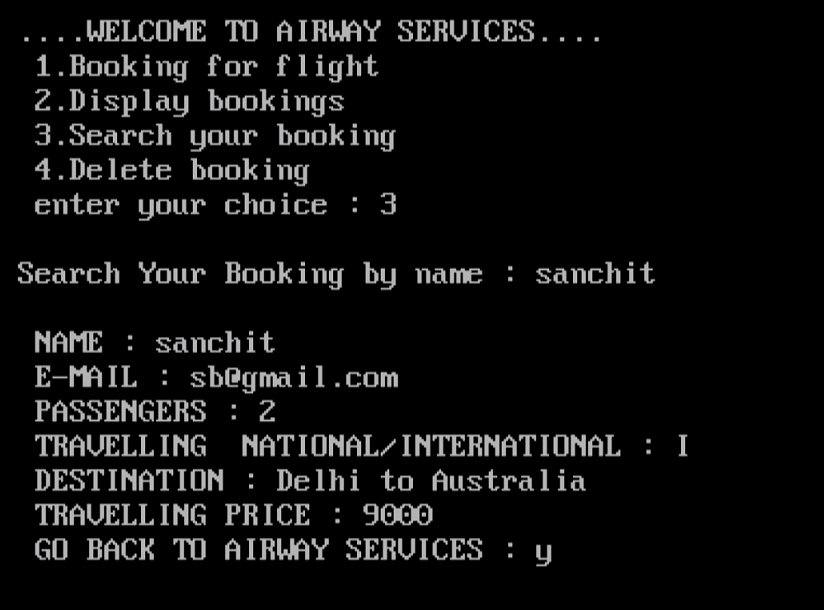 ....WELCOME TO AIRWAY SERVICES....
1.Booking for flight
2.Display bookings
3.Search your booking
4.Delete booking
enter your choice : 3
Search Your Booking by name : sanchit
NAME : sanchit
E-MAIL : sb@gmail.com
PASSENGERS : 2
TRAVELLING  NATIONAL/INTERNATIONAL : I
DESTINATION : Delhi to Australia
TRAVELLING PRICE : 9000
GO BACK TO AIRWAY SERVICES : y